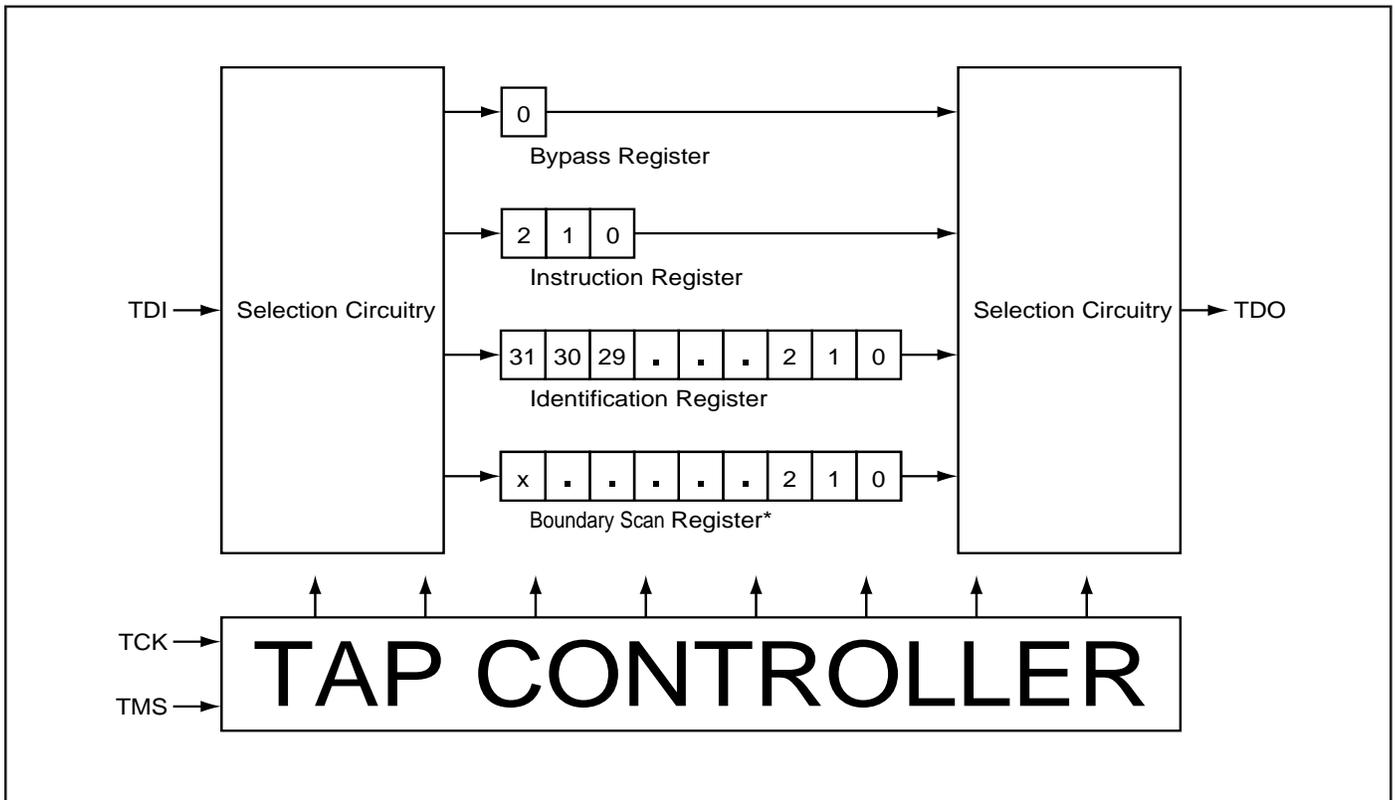 0
Bypass Register
2 1 0
Instruction Register
TDI
Selection Circuitry
Selection Circuitry
TDO
31 30 29 . . . 2 1 0
Identification Register
x . . . . . 2 1 0
Boundary Scan Register*
TCK
TMS
TAP CONTROLLER